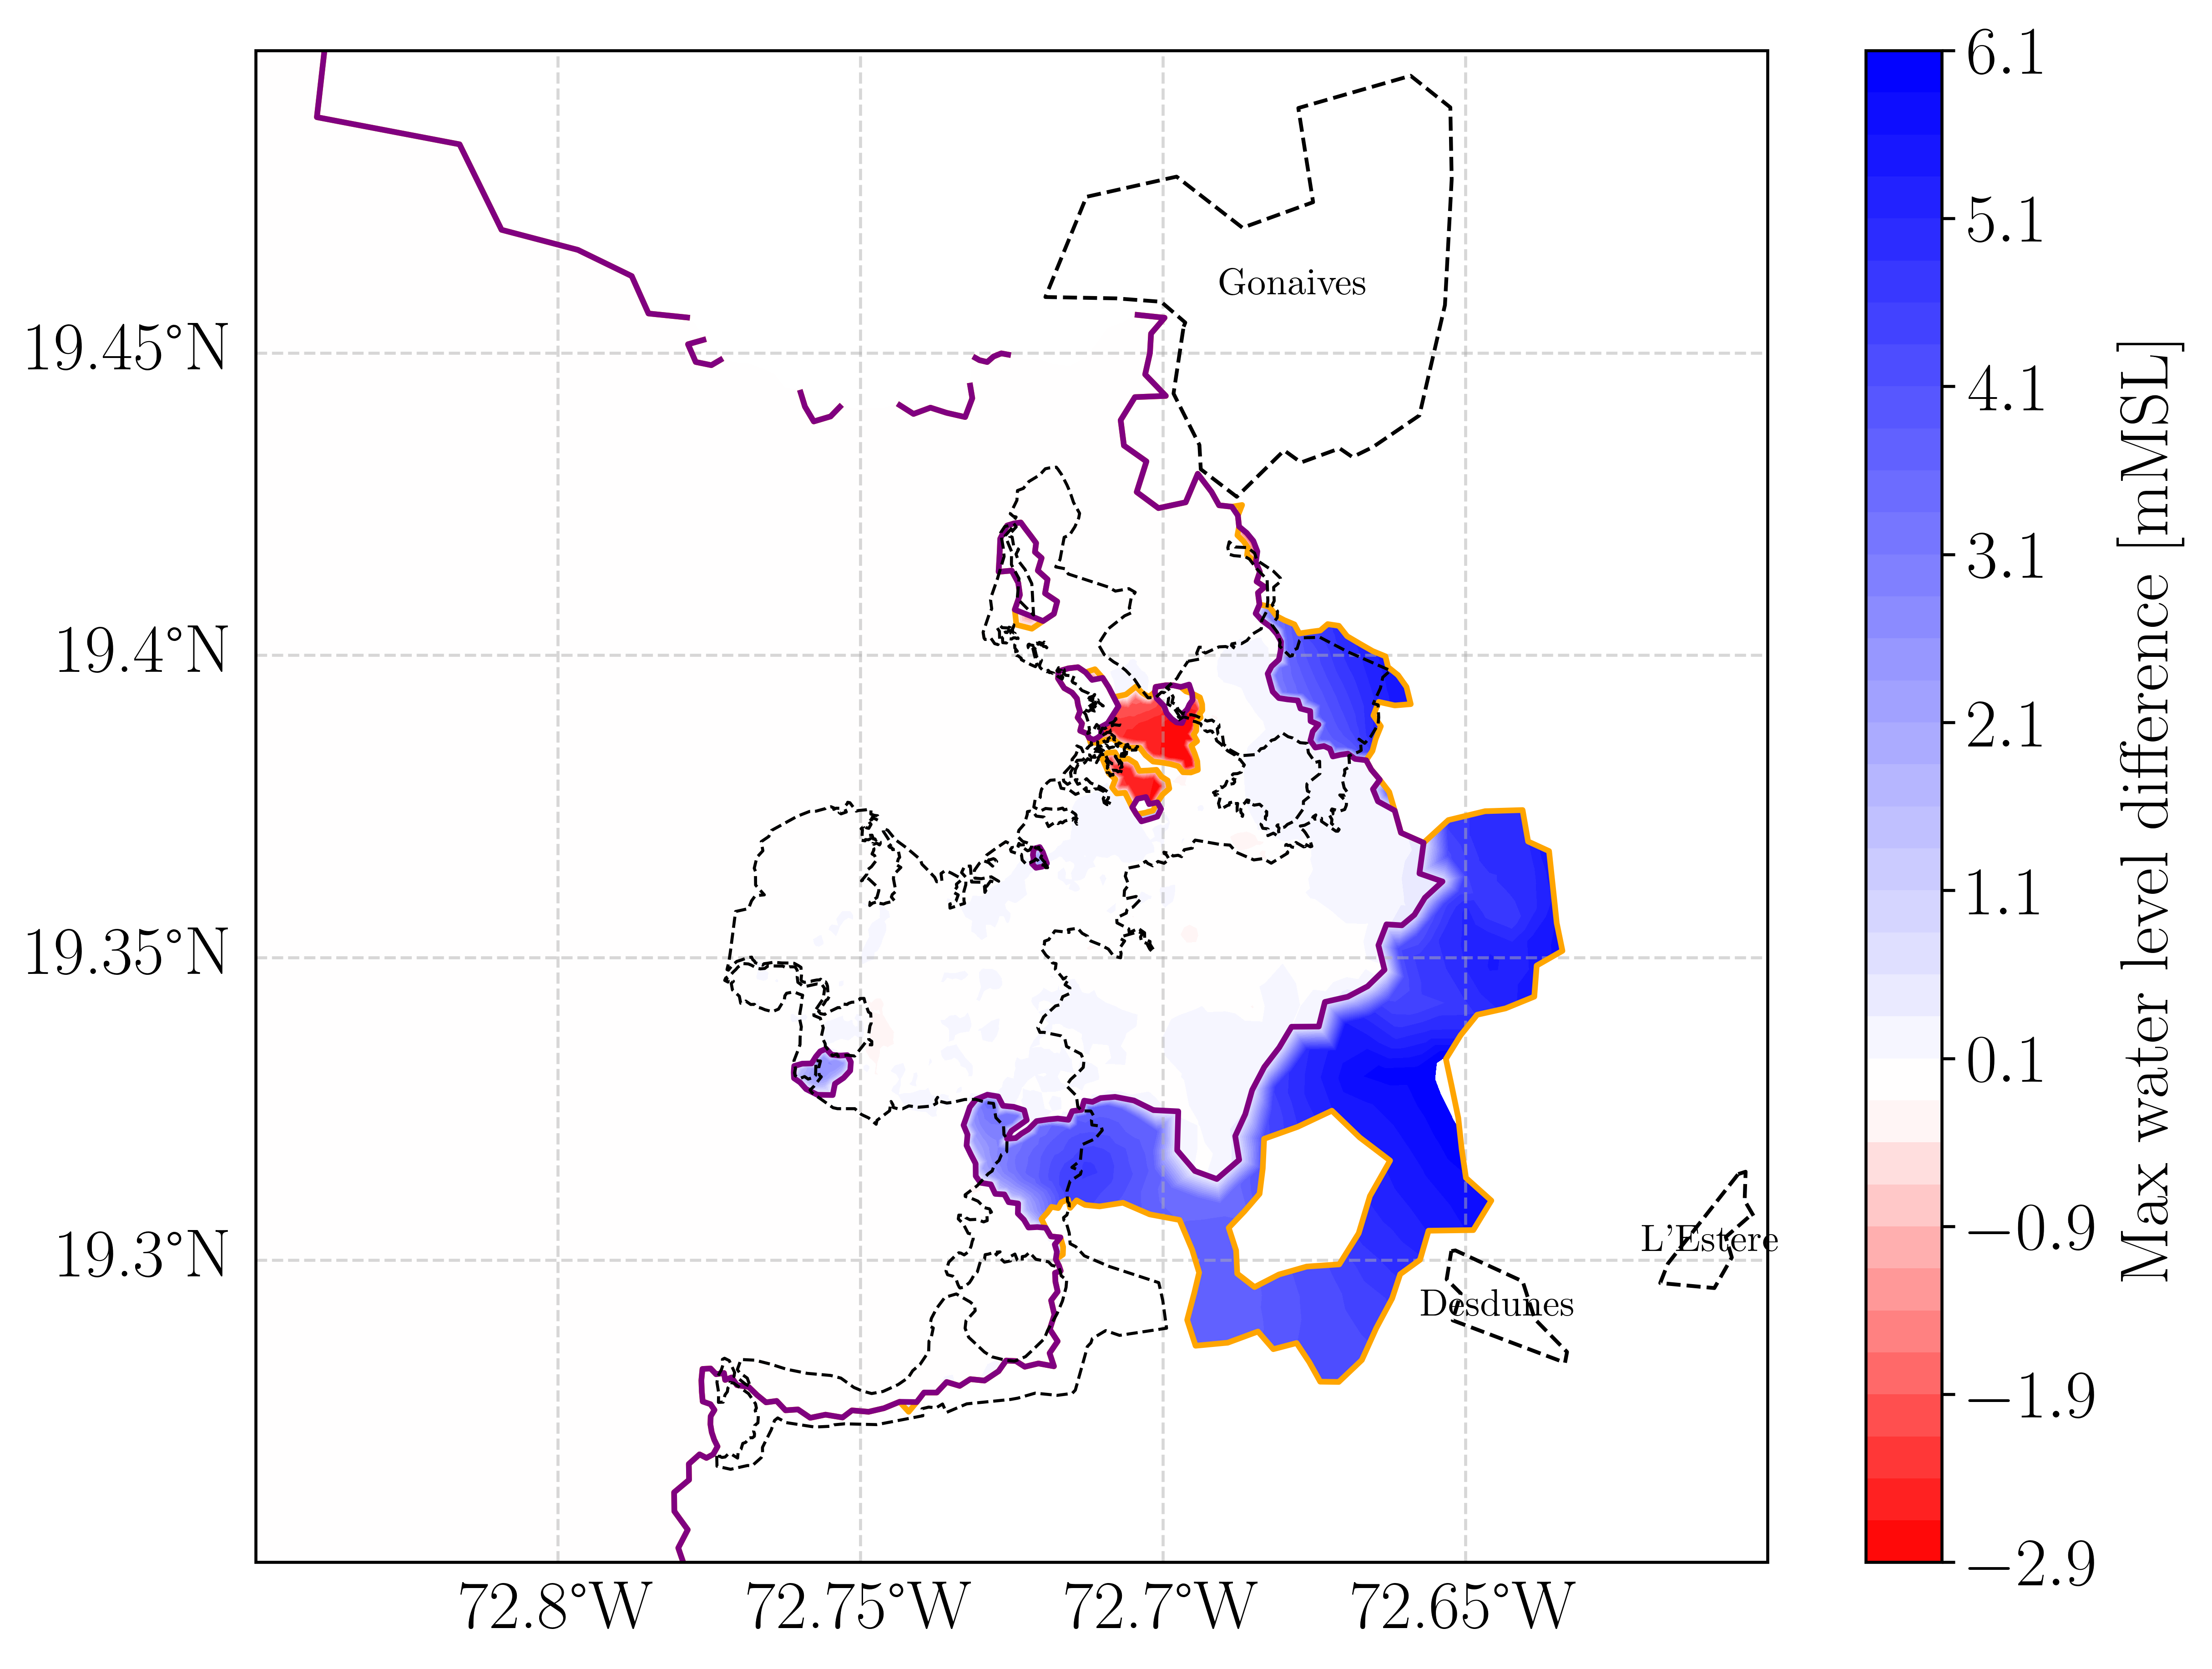 Gonaives
L'Estere
Desdunes
19.45°N
19.4°N
19.35°N
19.3°N
72.8°W
72.75°W
72.7°W
72.65°W
6.1
5.1
4.1
3.1
2.1
1.1
0.1
−0.9
−1.9
−2.9
Max water level difference [mMSL]